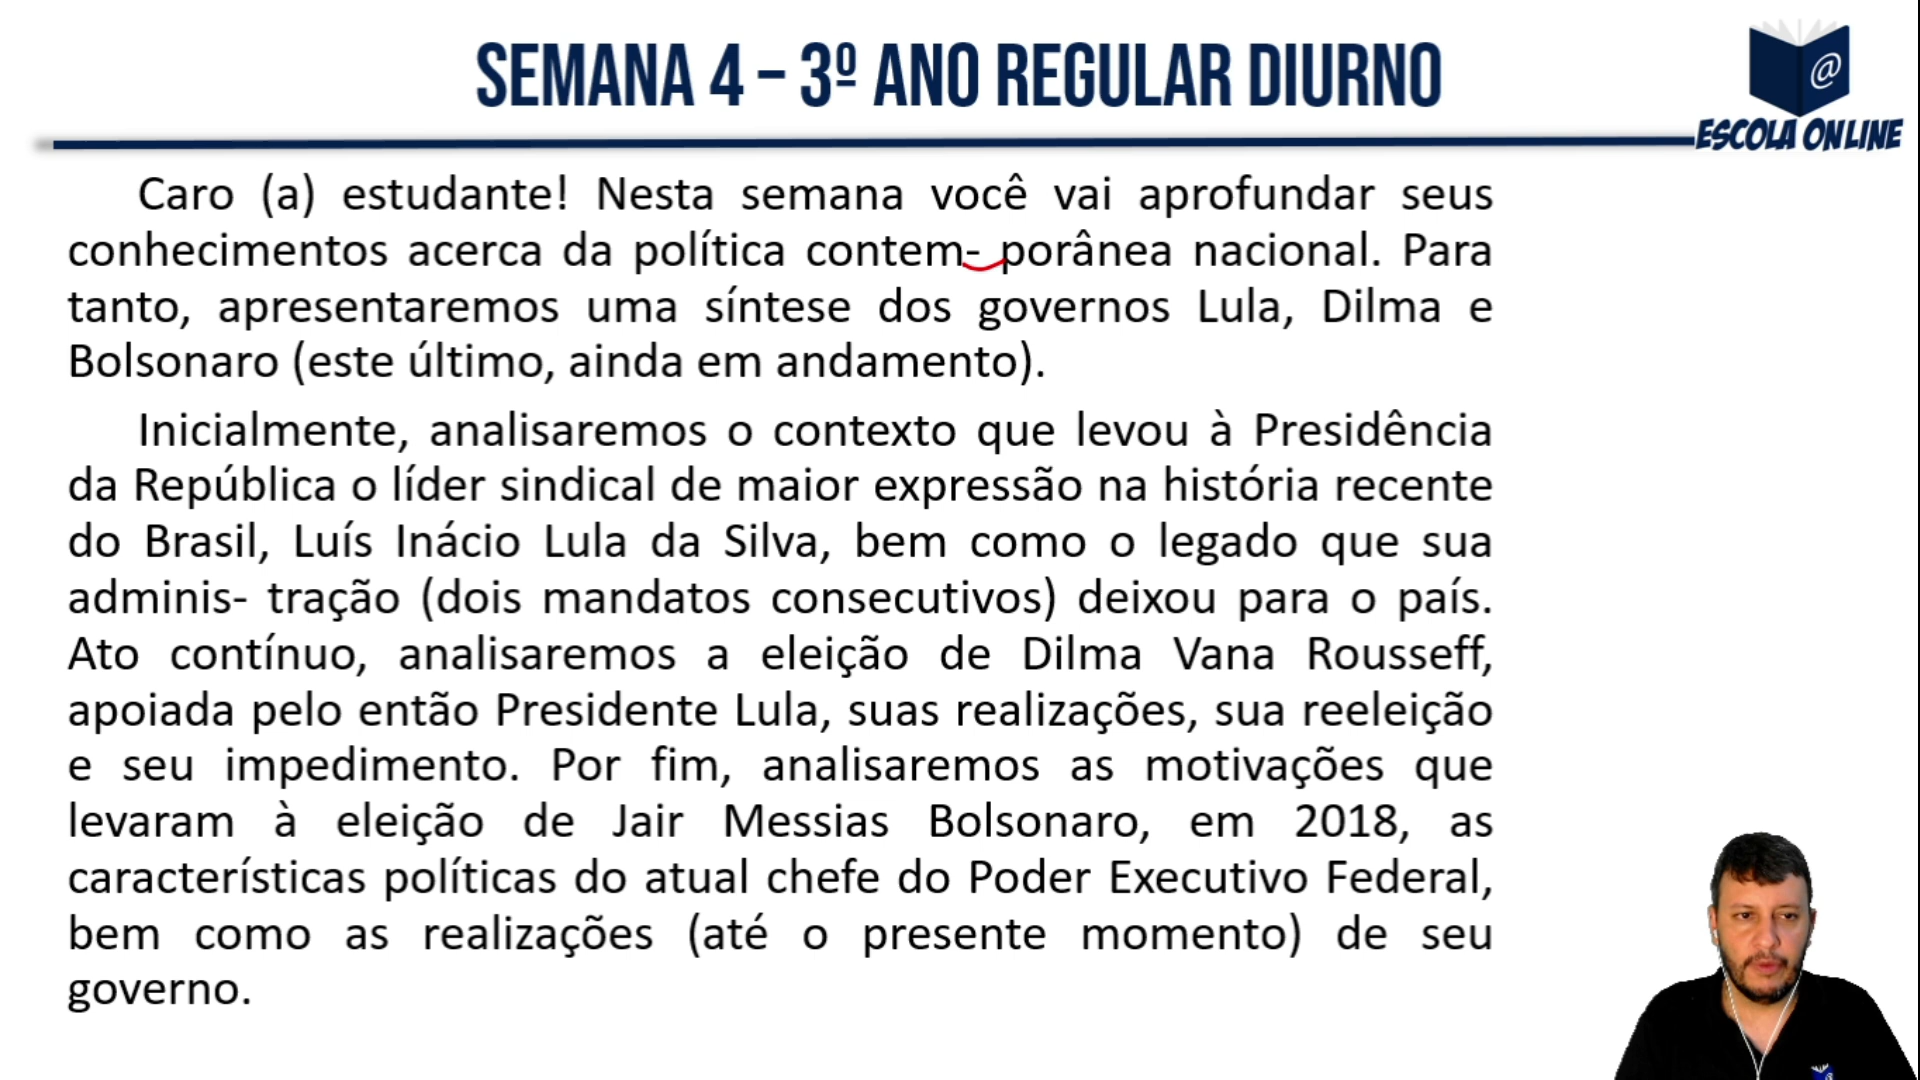 SEMANA 4 – 3º ANO REGULAR DIURNO
@
ESCOLA ONLINE
Caro (a) estudante! Nesta semana você vai aprofundar seus
conhecimentos acerca da política contem- porânea nacional. Para
tanto, apresentaremos uma síntese dos governos Lula, Dilma e
Bolsonaro (este último, ainda em andamento).
Inicialmente, analisaremos o contexto que levou à Presidência
da República o líder sindical de maior expressão na história recente
do Brasil, Luís Inácio Lula da Silva, bem como o legado que sua
adminis- tração (dois mandatos consecutivos) deixou para o país.
Ato contínuo, analisaremos a eleição de Dilma Vana Rousseff,
apoiada pelo então Presidente Lula, suas realizações, sua reeleição
e seu impedimento. Por fim, analisaremos as motivações que
levaram à eleição de Jair Messias Bolsonaro, em 2018, as
características políticas do atual chefe do Poder Executivo Federal,
bem como as realizações (até o presente momento) de seu
governo.